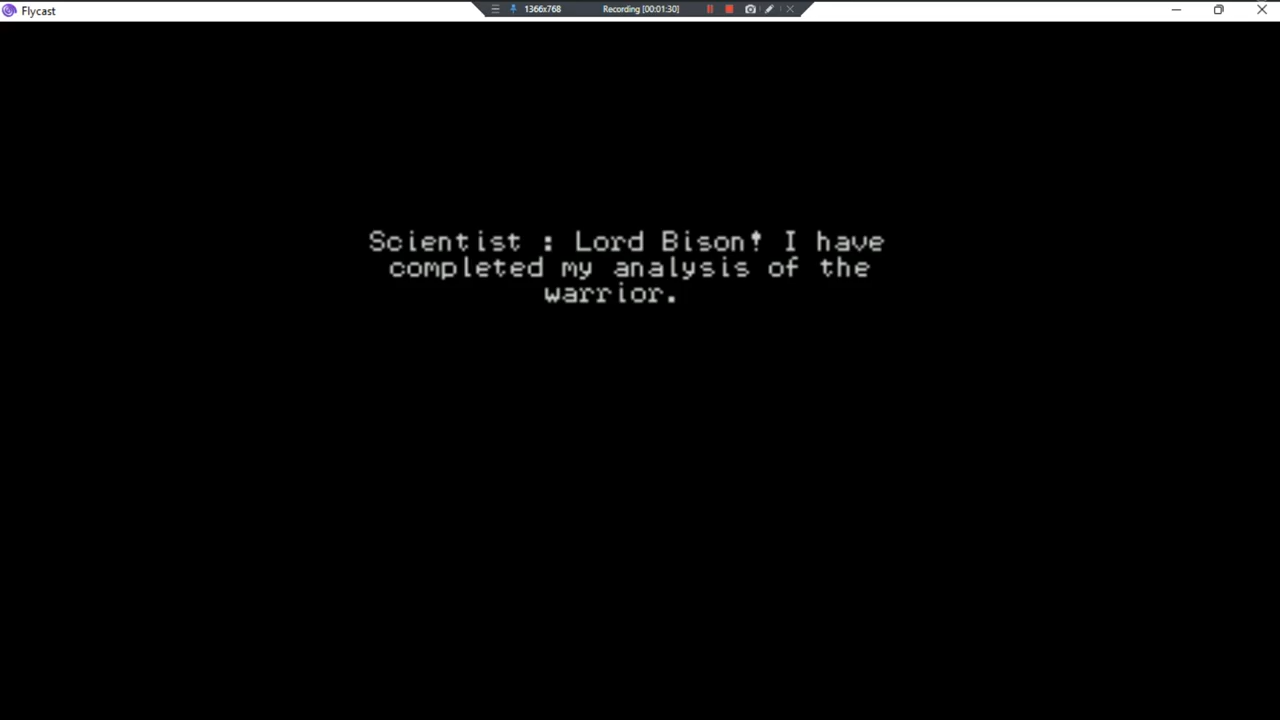 Flycast
1366x768
Recording [00:01:30]
Scientist : Lord Bison! I have
completed my analysis of the
warrior.